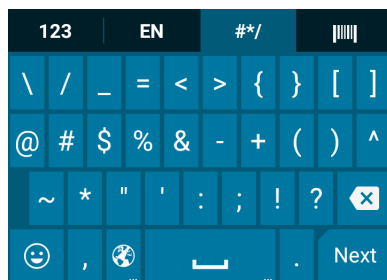 123 EN #*/
\ / _ = < > { } [ ]
@ # $ % & - + ( ) ^
~ * " ' : ; ! ?
, . Next